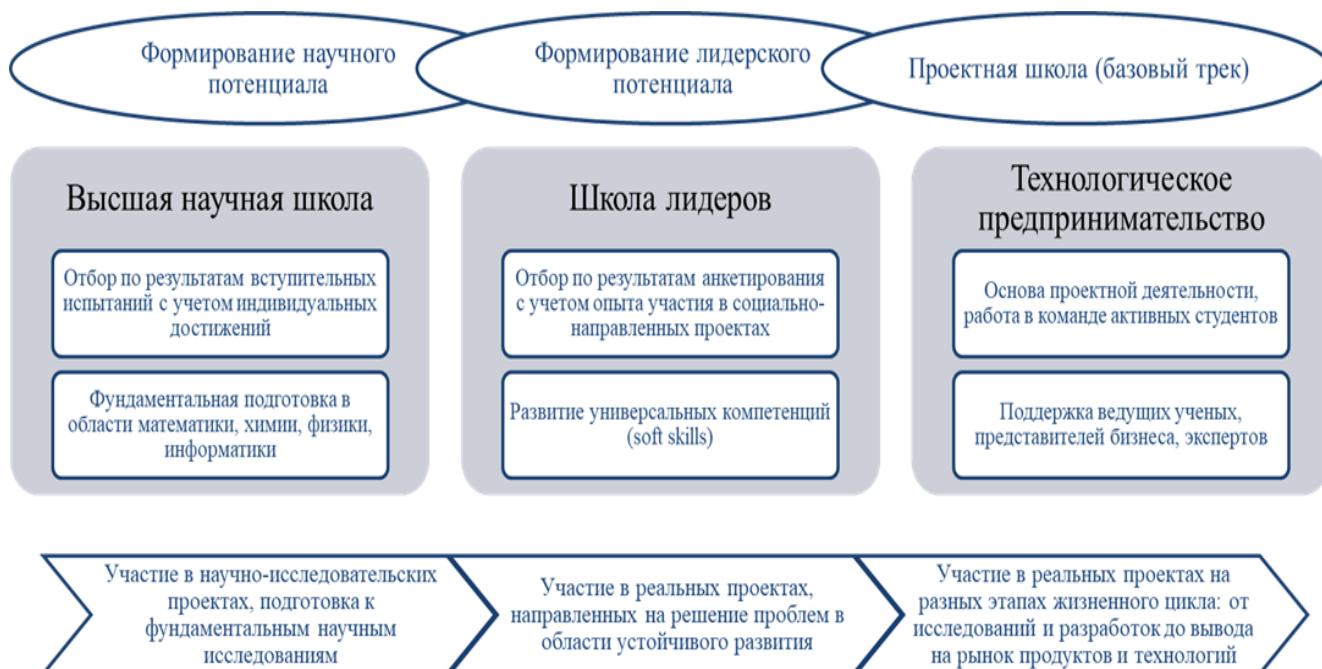 Формирование научного
потенциала
Формирование лидерского
потенциала
Проектная школа (базовый трек)
Высшая научная школа
Отбор по результатам вступительных
испытаний с учетом индивидуальных
достижений
Фундаментальная подготовка в
области математики, химии, физики,
информатики
Школа лидеров
Отбор по результатам анкетирования
с учетом опыта участия в социально-
направленных проектах
Развитие универсальных компетенций
(soft skills)
Технологическое
предпринимательство
Основа проектной деятельности,
работа в команде активных студентов
Поддержка ведущих ученых,
представителей бизнеса, экспертов
Участие в научно-исследовательских
проектах, подготовка к
фундаментальным научным
исследованиям
Участие в реальных проектах,
направленных на решение проблем в
области устойчивого развития
Участие в реальных проектах на
разных этапах жизненного цикла: от
исследований и разработок до вывода
на рынок продуктов и технологий